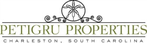 PETIGRU PROPERTIES
CHARLESTON, SOUTH CAROLINA